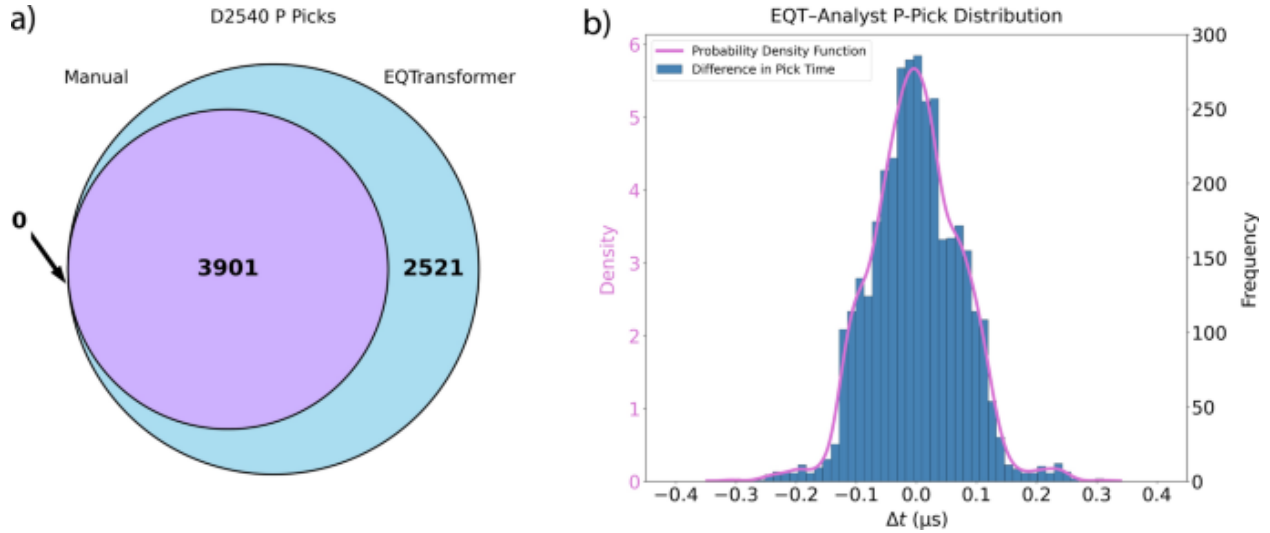 a)
D2540 P Picks
Manual
EQTransformer
0
3901
2521
b)
EQT–Analyst P-Pick Distribution
Probability Density Function
Difference in Pick Time
6
5
4
3
2
1
0
Density
300
250
200
150
100
50
0
Frequency
−0.4 −0.3 −0.2 −0.1 0.0 0.1 0.2 0.3 0.4
Δt (µs)